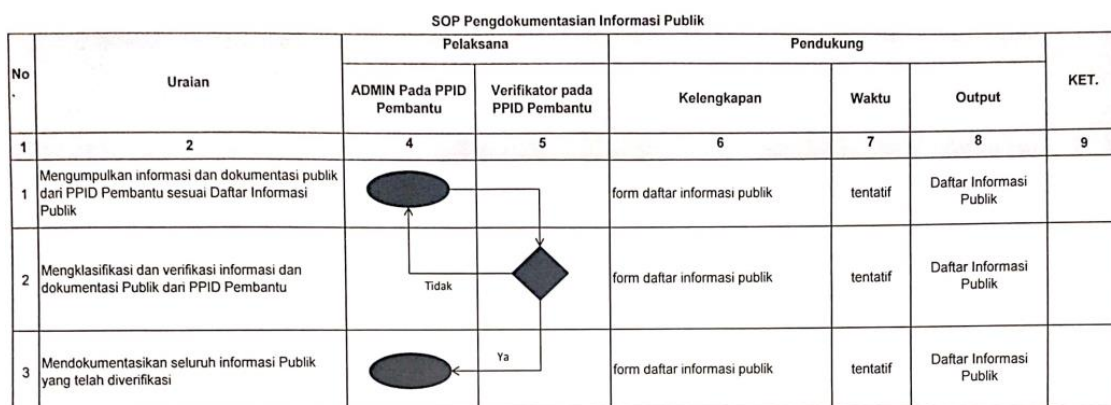 SOP Pengdokumentasian Informasi Publik
No
.
Uraian
Pelaksana
Pendukung
KET.
ADMIN Pada PPID
Pembantu
Verifikator pada
PPID Pembantu
Kelengkapan
Waktu
Output
1
2
4
5
6
7
8
9
1
Mengumpulkan informasi dan dokumentasi publik
dari PPID Pembantu sesuai Daftar Informasi
Publik
form daftar informasi publik
tentatif
Daftar Informasi
Publik
2
Mengklasifikasi dan verifikasi informasi dan
dokumentasi Publik dari PPID Pembantu
Tidak
form daftar informasi publik
tentatif
Daftar Informasi
Publik
3
Mendokumentasikan seluruh informasi Publik
yang telah diverifikasi
Ya
form daftar informasi publik
tentatif
Daftar Informasi
Publik